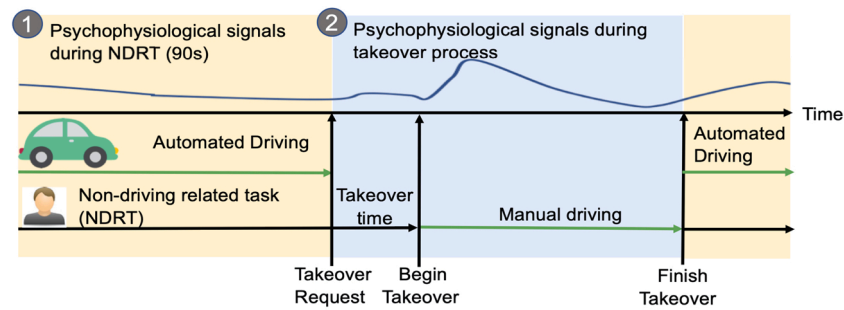 1
Psychophysiological signals
during NDRT (90s)
2
Psychophysiological signals during
takeover process
Time
Automated Driving
Automated
Driving
Non-driving related task
(NDRT)
Takeover
time
Manual driving
Takeover
Request
Begin
Takeover
Finish
Takeover